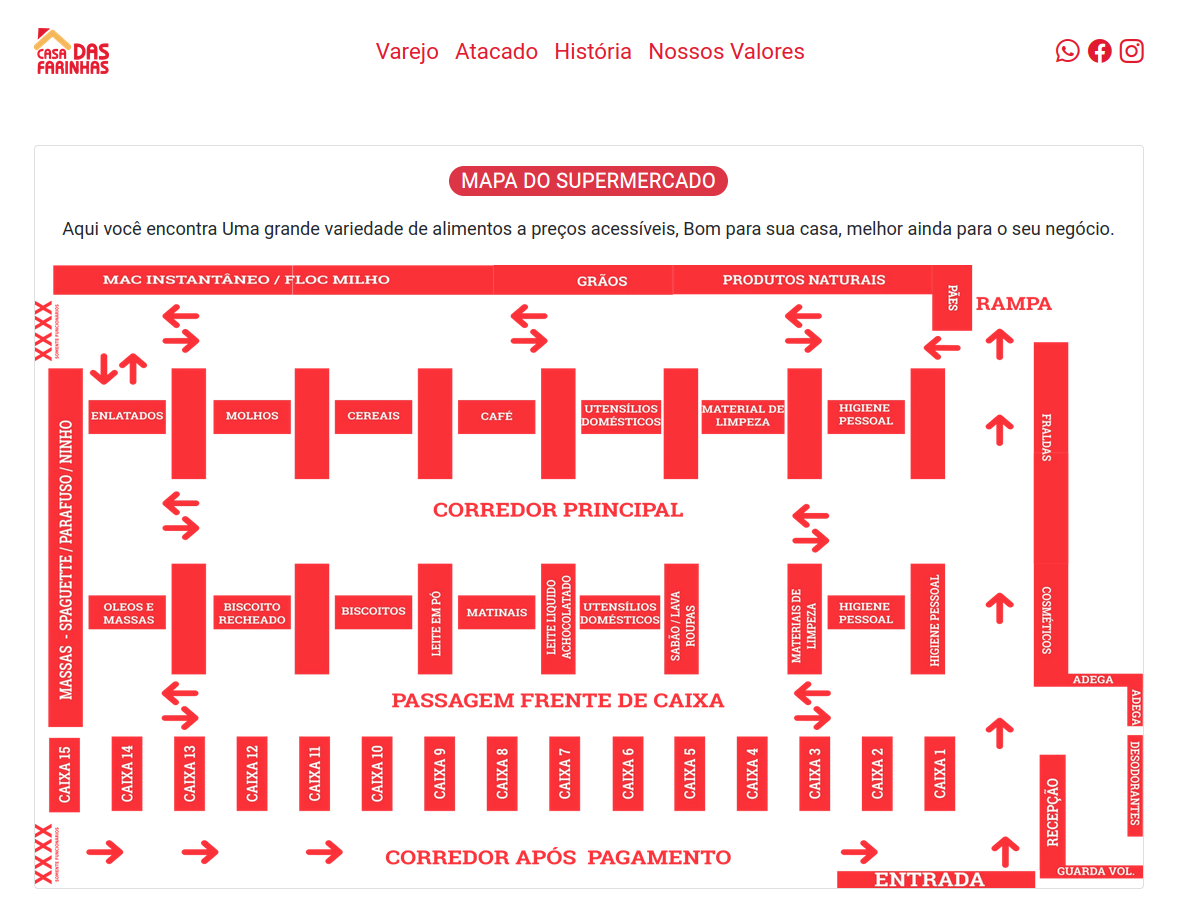 CASA DAS
FARINHAS
Varejo Atacado História Nossos Valores
MAPA DO SUPERMERCADO
Aqui você encontra Uma grande variedade de alimentos a preços acessíveis, Bom para sua casa, melhor ainda para o seu negócio.
MAC INSTANTÂNEO / FLOC MILHO
GRÃOS
PRODUTOS NATURAIS
PÃES
RAMPA
XXXX
SOMENTE FUNCIONÁRIOS
MASSAS - SPAGUETTE / PARAFUSO / NINHO
ENLATADOS
MOLHOS
CEREAIS
CAFÉ
UTENSÍLIOS
DOMÉSTICOS
MATERIAL DE
LIMPEZA
HIGIENE
PESSOAL
FRALDAS
CORREDOR PRINCIPAL
OLEOS E
MASSAS
BISCOITO
RECHEADO
BISCOITOS
LEITE EM PÓ
MATINAIS
LEITE LIQUIDO
ACHOCOLATADO
UTENSÍLIOS
DOMÉSTICOS
SABÃO / LAVA
ROUPAS
MATERIAIS DE
LIMPEZA
HIGIENE
PESSOAL
HIGIENE PESSOAL
COSMÉTICOS
ADEGA
ADEGA
PASSAGEM FRENTE DE CAIXA
CAIXA 15
CAIXA 14
CAIXA 13
CAIXA 12
CAIXA 11
CAIXA 10
CAIXA 9
CAIXA 8
CAIXA 7
CAIXA 6
CAIXA 5
CAIXA 4
CAIXA 3
CAIXA 2
CAIXA 1
RECEPÇÃO
DESODORANTES
XXXX
SOMENTE FUNCIONÁRIOS
CORREDOR APÓS PAGAMENTO
GUARDA VOL.
ENTRADA